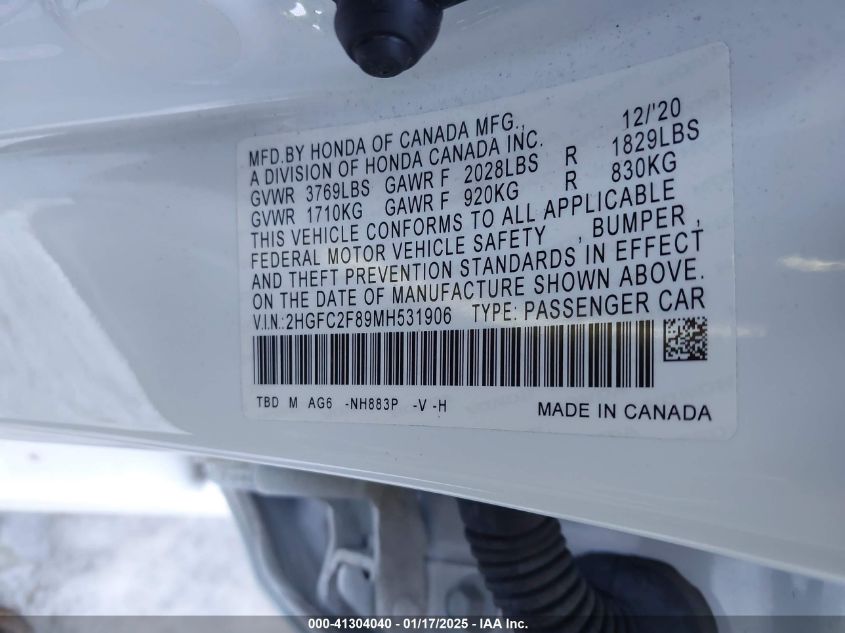 MFD.BY HONDA OF CANADA MFG., 12/'20
A DIVISION OF HONDA CANADA INC.
GVWR 3769LBS GAWR F 2028LBS R 1829LBS
GVWR 1710KG GAWR F 920KG R 830KG
THIS VEHICLE CONFORMS TO ALL APPLICABLE
FEDERAL MOTOR VEHICLE SAFETY , BUMPER ,
AND THEFT PREVENTION STANDARDS IN EFFECT
ON THE DATE OF MANUFACTURE SHOWN ABOVE.
V.I.N.:2HGFC2F89MH531906 TYPE: PASSENGER CAR
TBD M AG6 -NH883P -V -H MADE IN CANADA
000-41304040 - 01/17/2025 - IAA Inc.